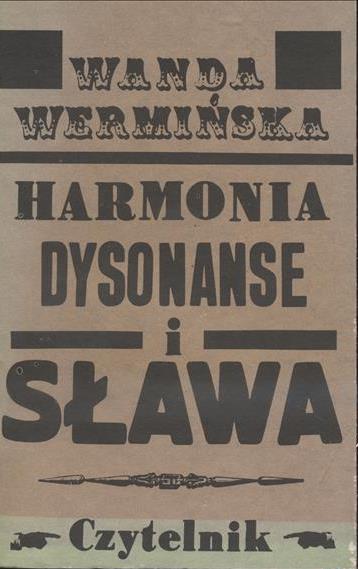 WANDA
WERMIŃSKA
HARMONIA
DYSONANSE
i
SŁAWA
Czytelnik